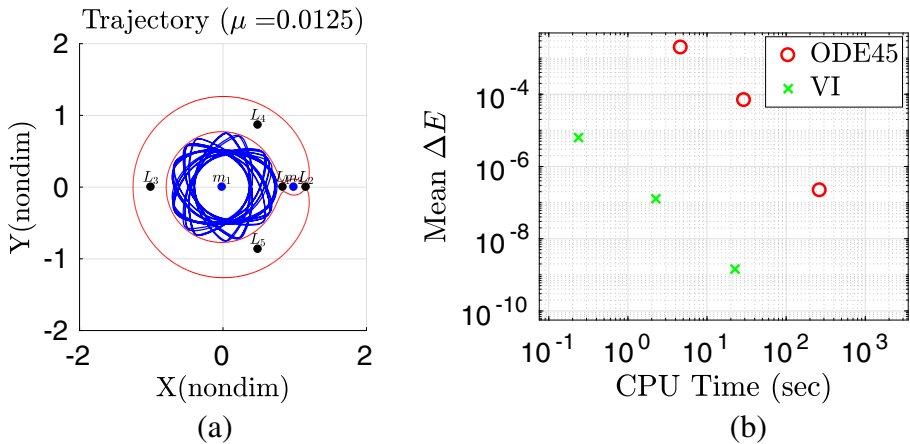 Trajectory (μ =0.0125)
2
1
0
-1
-2
Y(nondim)
L4
L3
m1
L
m
L2
L5
-2
0
2
X(nondim)
(a)
ODE45
VI
Mean ΔE
10^-4
10^-6
10^-8
10^-10
10^-1
10^0
10^1
10^2
10^3
CPU Time (sec)
(b)